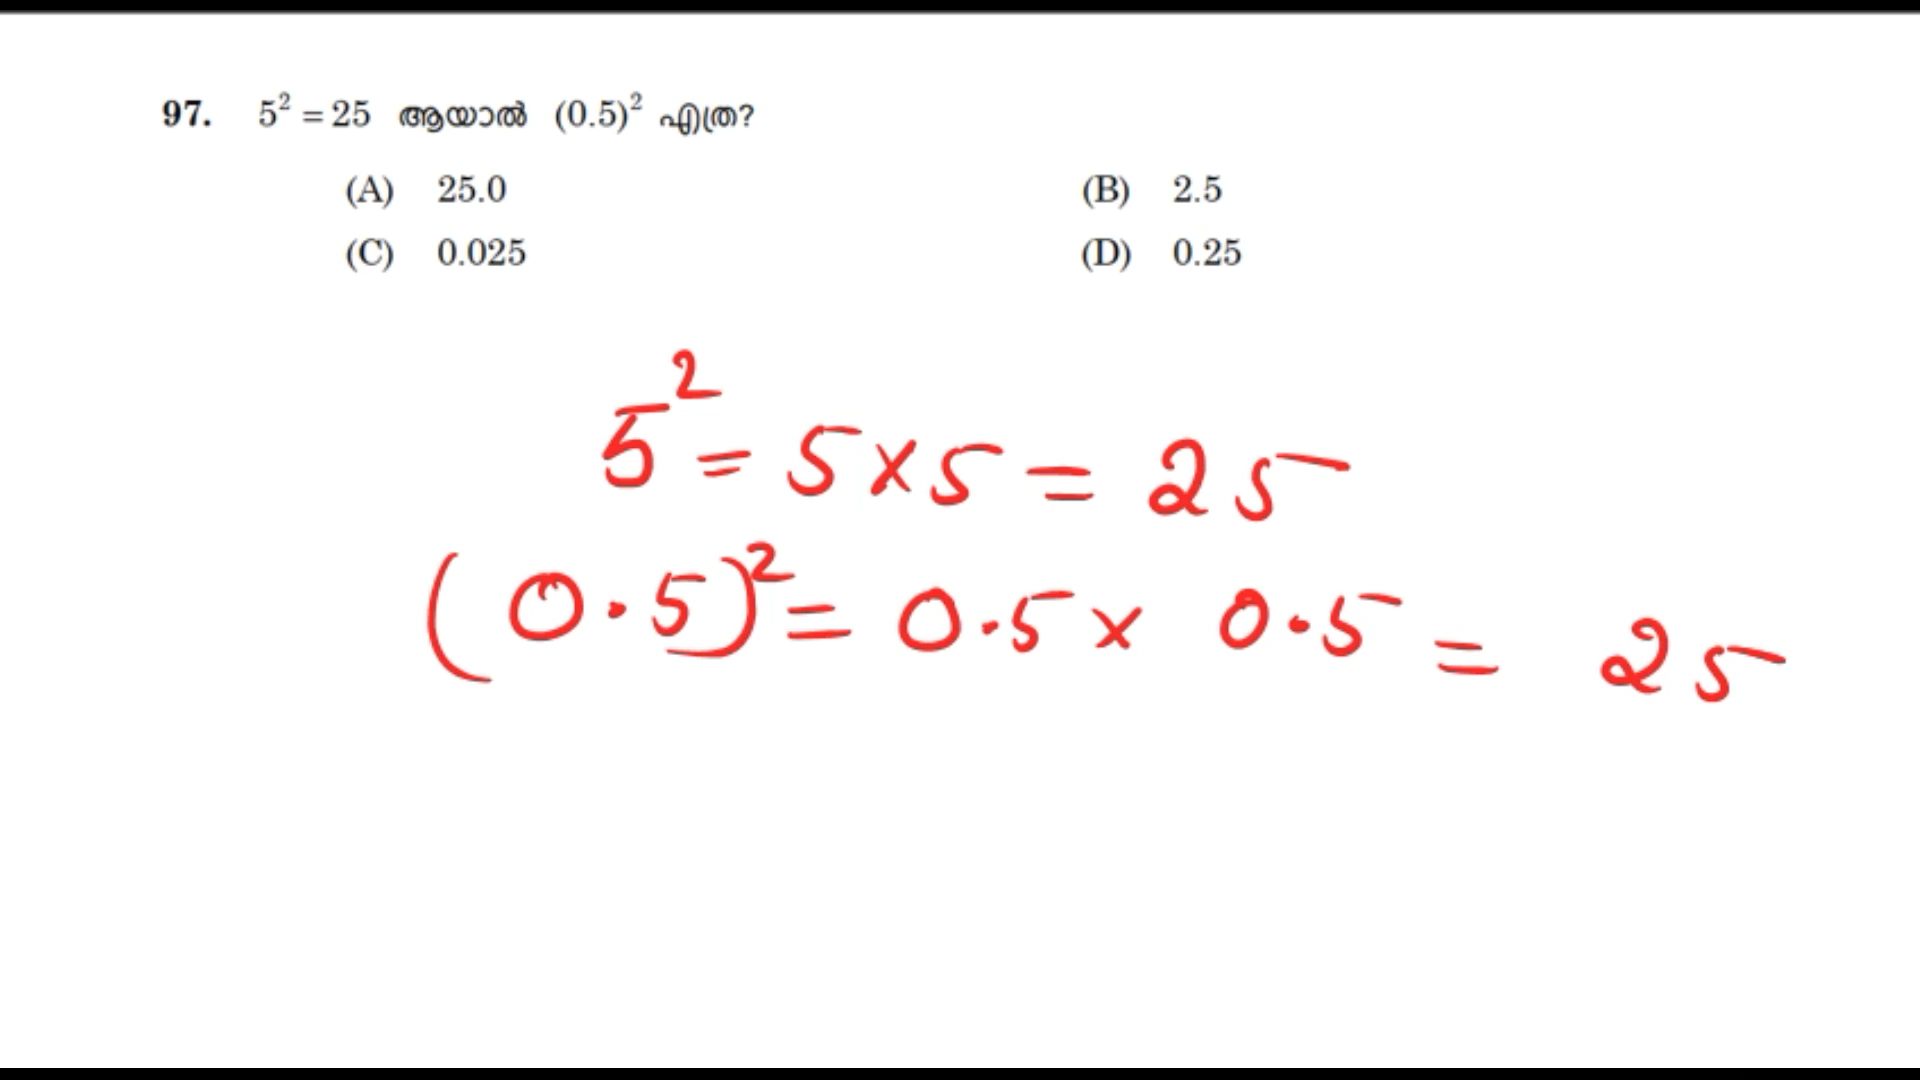 97. 5² = 25 ആയാൽ (0.5)² എത്ര?
(A) 25.0 (B) 2.5
(C) 0.025 (D) 0.25
5² = 5 × 5 = 25
(0.5)² = 0.5 × 0.5 = 25